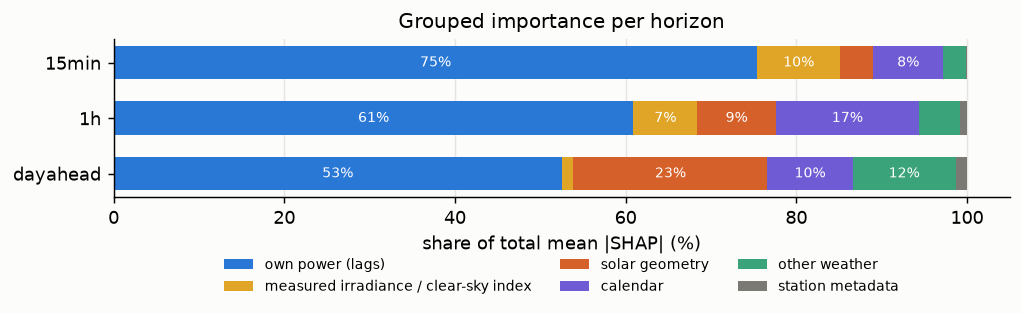 Grouped importance per horizon
15min
75%
10%
8%
1h
61%
7%
9%
17%
dayahead
53%
23%
10%
12%
0 20 40 60 80 100
share of total mean |SHAP| (%)
own power (lags) solar geometry other weather
measured irradiance / clear-sky index calendar station metadata